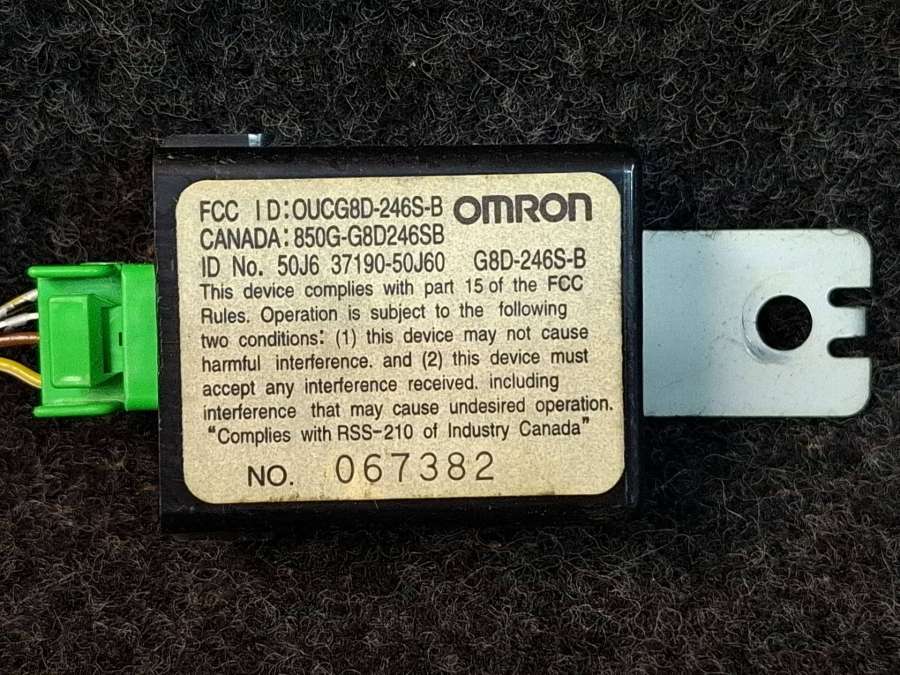 FCC ID:OUCG8D-246S-B OMRON
CANADA:850G-G8D246SB
ID No. 50J6 37190-50J60 G8D-246S-B
This device complies with part 15 of the FCC
Rules. Operation is subject to the following
two conditions: (1) this device may not cause
harmful interference. and (2) this device must
accept any interference received. including
interference that may cause undesired operation.
"Complies with RSS-210 of Industry Canada"
NO. 067382